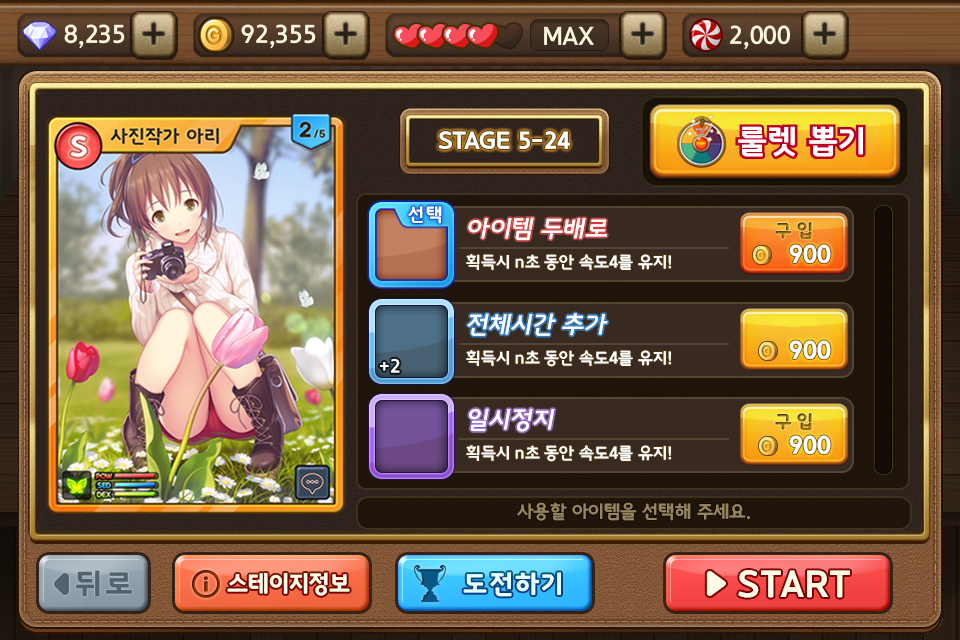 8,235 + 92,355 + MAX + 2,000 +
S 사진작가 아리 2/5
STAGE 5-24
룰렛 뽑기
선택
아이템 두배로
획득시 n초 동안 속도4를 유지!
구입
900
전체시간 추가
획득시 n초 동안 속도4를 유지!
+2
900
일시정지
획득시 n초 동안 속도4를 유지!
구입
900
POW
SED
DEX
사용할 아이템을 선택해 주세요.
뒤로
스테이지정보
도전하기
START